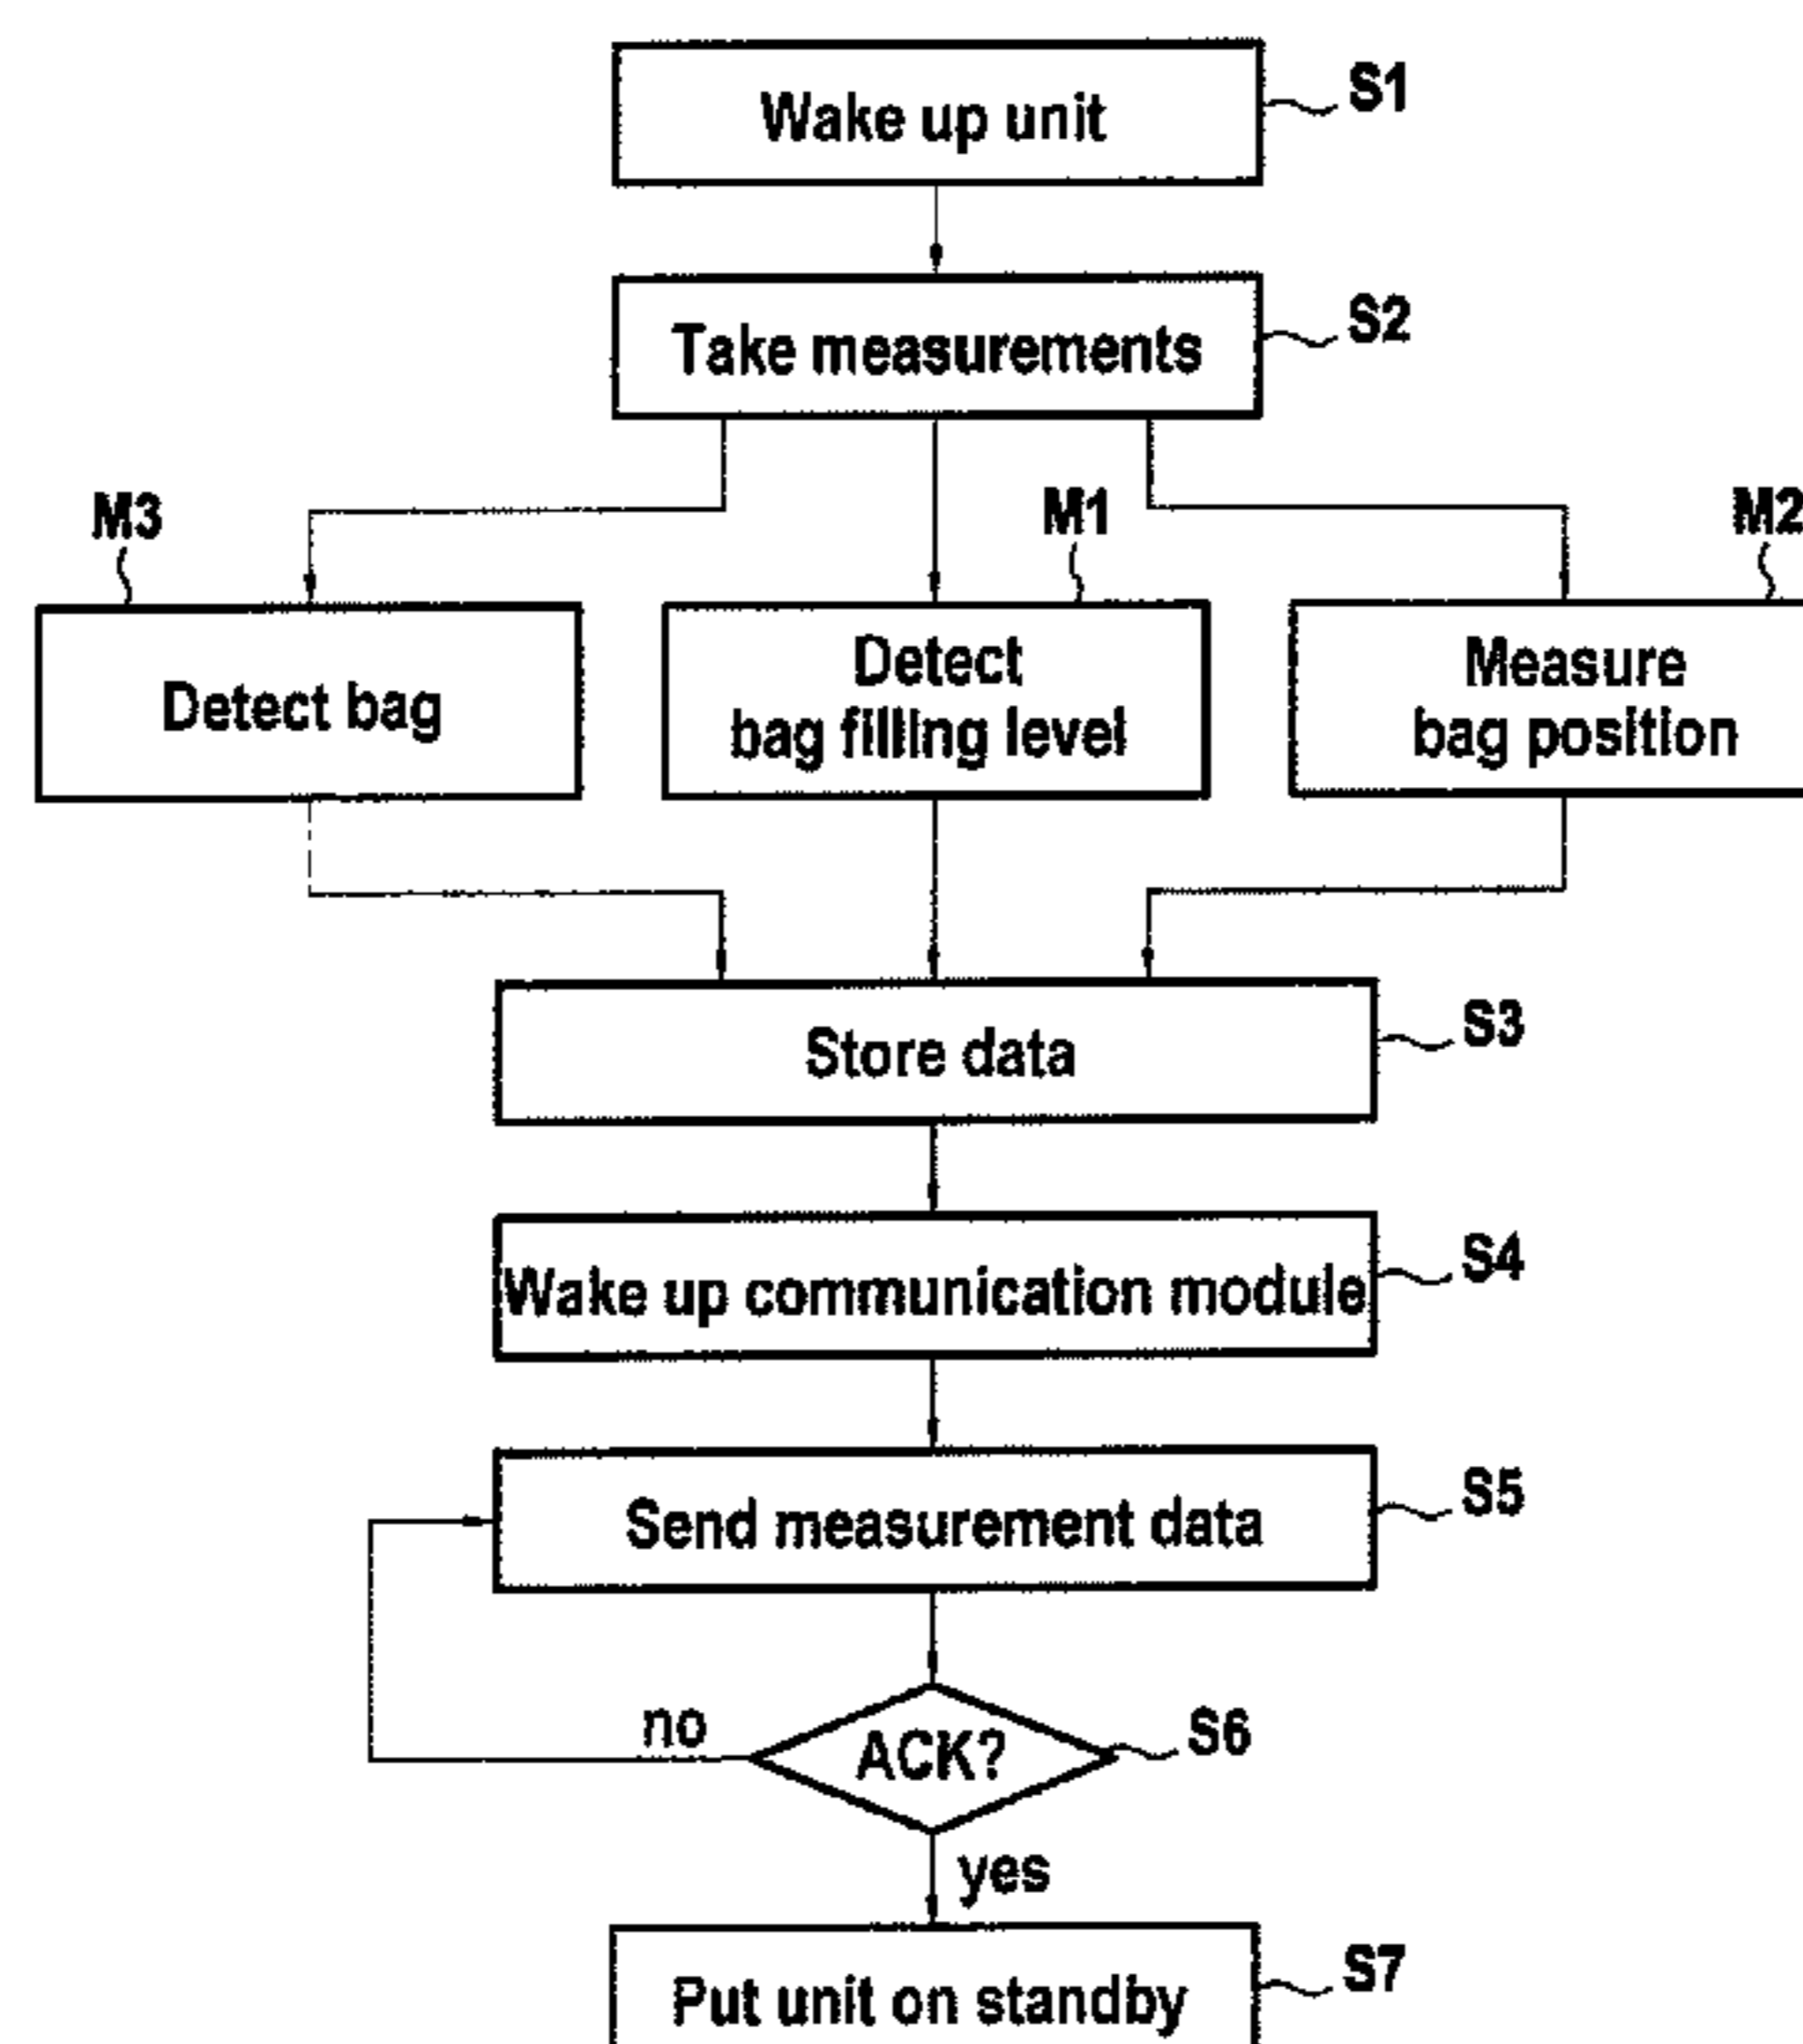 Wake up unit
S1
Take measurements
S2
M3
M1
M2
Detect bag
Detect
bag filling level
Measure
bag position
Store data
S3
Wake up communication module
S4
Send measurement data
S5
no
ACK?
S6
yes
Put unit on standby
S7